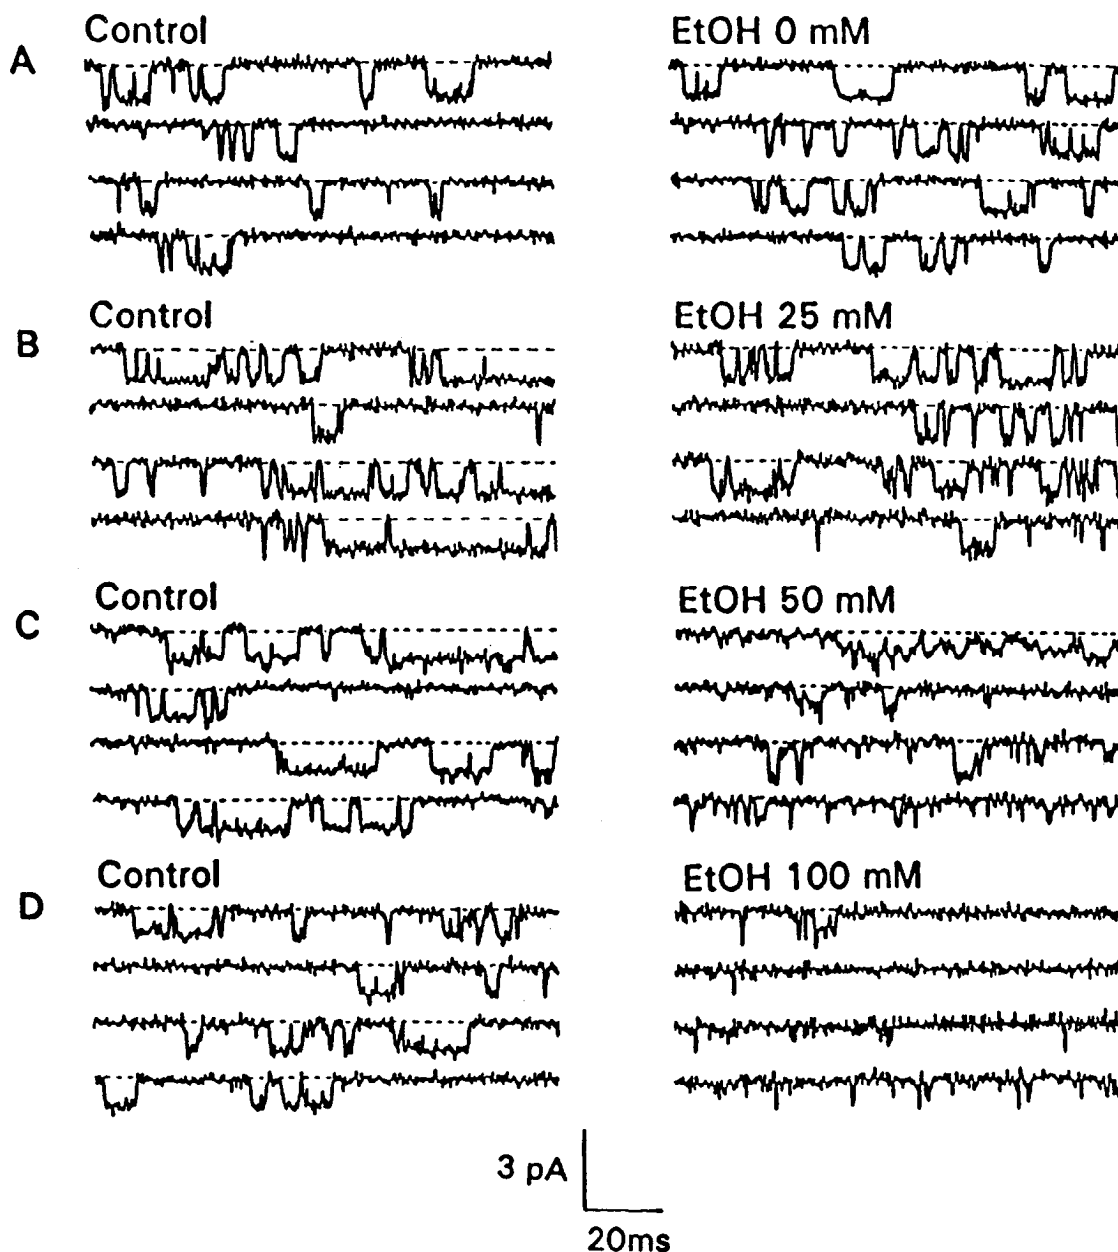 Control
EtOH 0 mM
A
Control
EtOH 25 mM
B
Control
EtOH 50 mM
C
Control
EtOH 100 mM
D
3 pA
20ms